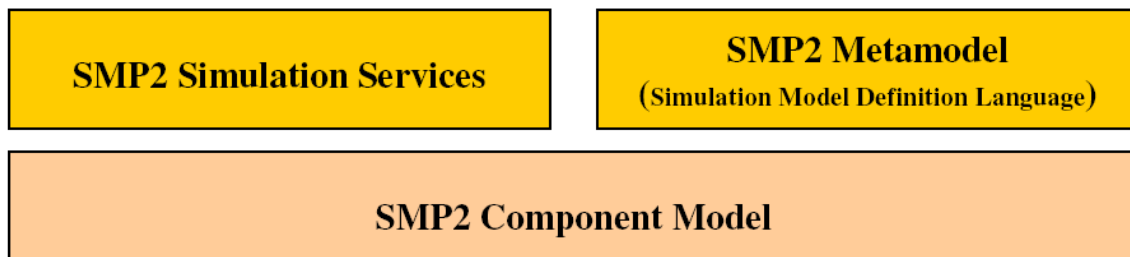 SMP2 Simulation Services
SMP2 Metamodel
(Simulation Model Definition Language)
SMP2 Component Model